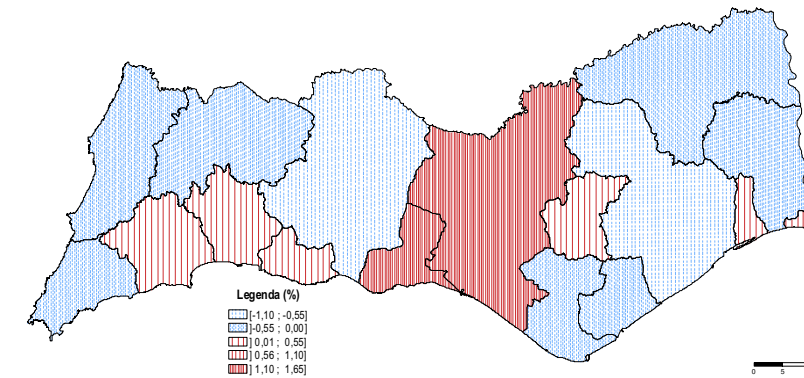 Legenda (%)
[-1,10 ; -0,55]
]-0,55 ; 0,00]
] 0,01 ; 0,55]
] 0,56 ; 1,10]
] 1,10 ; 1,65]
0 5